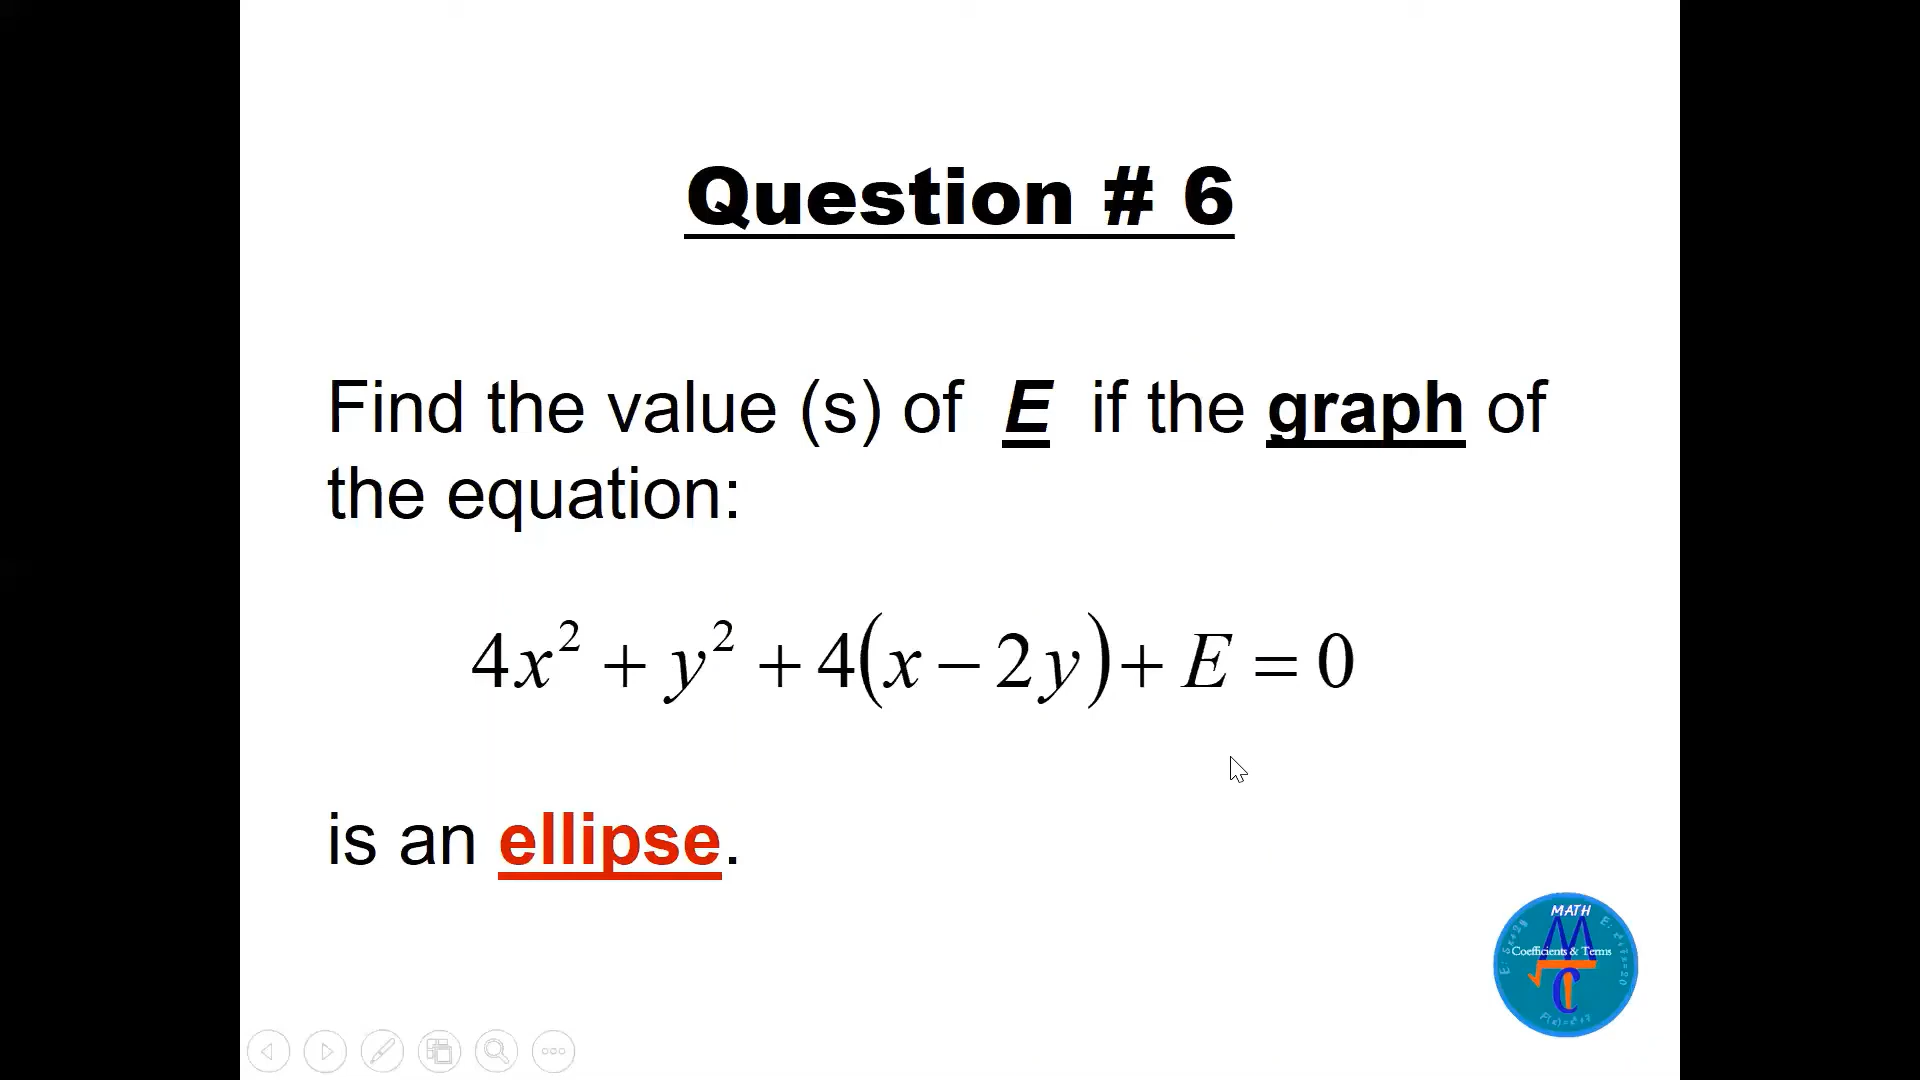 Question # 6
Find the value (s) of E if the graph of
the equation:
4x² + y² + 4(x − 2y) + E = 0
is an ellipse.
MATH
Coefficients & Terms